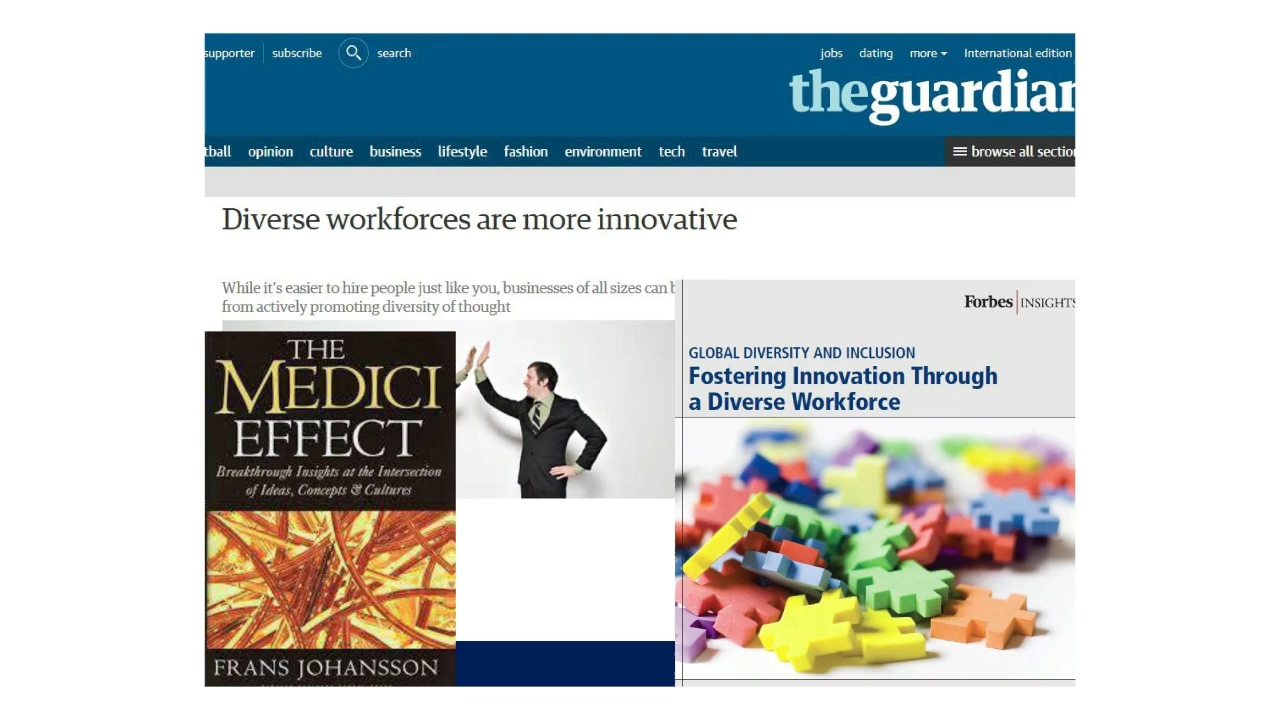 supporter subscribe search jobs dating more International edition
theguardian
tball opinion culture business lifestyle fashion environment tech travel browse all section
Diverse workforces are more innovative
While it's easier to hire people just like you, businesses of all sizes can b
from actively promoting diversity of thought
Forbes INSIGHTS
GLOBAL DIVERSITY AND INCLUSION
Fostering Innovation Through
a Diverse Workforce
THE
MEDICI
EFFECT
Breakthrough Insights at the Intersection
of Ideas, Concepts & Cultures
FRANS JOHANSSON